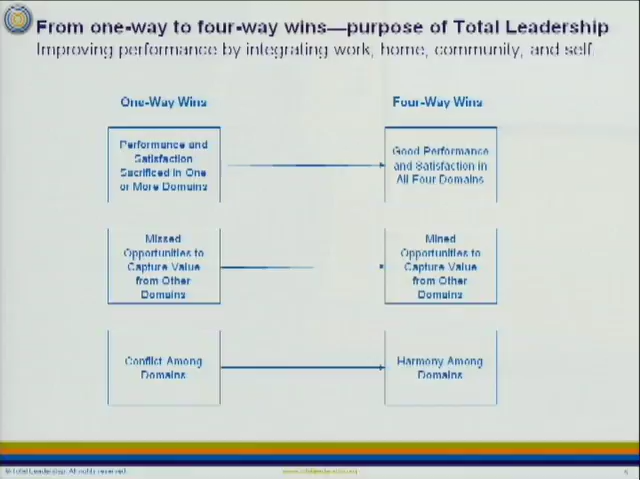 From one-way to four-way wins—purpose of Total Leadership
Improving performance by integrating work, home, community, and self
One-Way Wins
Four-Way Wins
Performance and
Satisfaction
Sacrificed in One
or More Domains
Good Performance
and Satisfaction in
All Four Domains
Missed
Opportunities to
Capture Value
from Other
Domains
Mined
Opportunities to
Capture Value
from Other
Domains
Conflict Among
Domains
Harmony Among
Domains
© Total Leadership. All rights reserved.